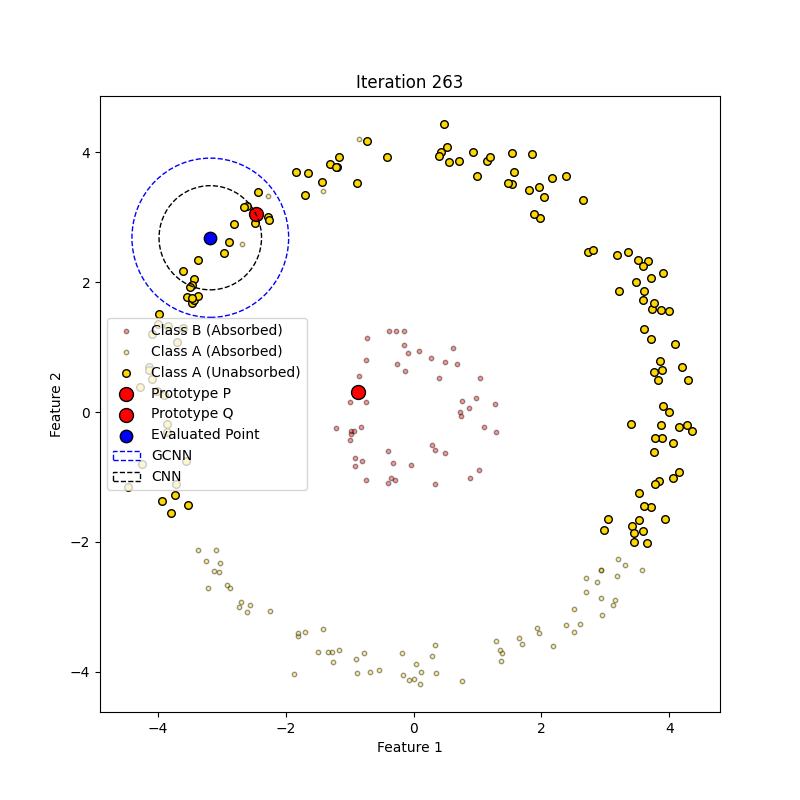 Iteration 263
4
2
0
−2
−4
Feature 2
Class B (Absorbed)
Class A (Absorbed)
Class A (Unabsorbed)
Prototype P
Prototype Q
Evaluated Point
GCNN
CNN
−4
−2
0
2
4
Feature 1